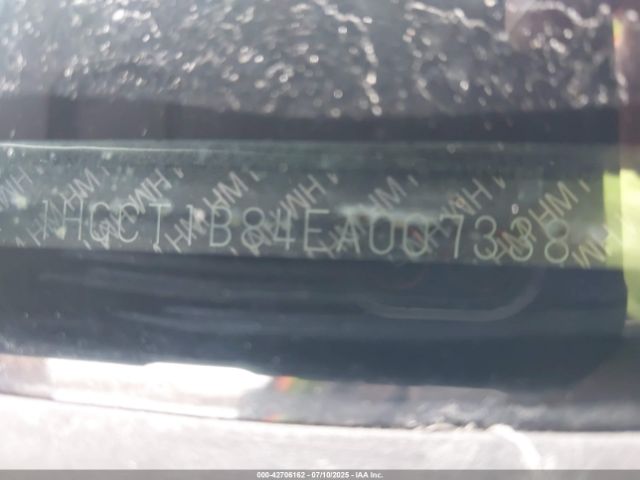 1HGCT1B84EA007338
000-42706162 - 07/10/2025 - IAA Inc.